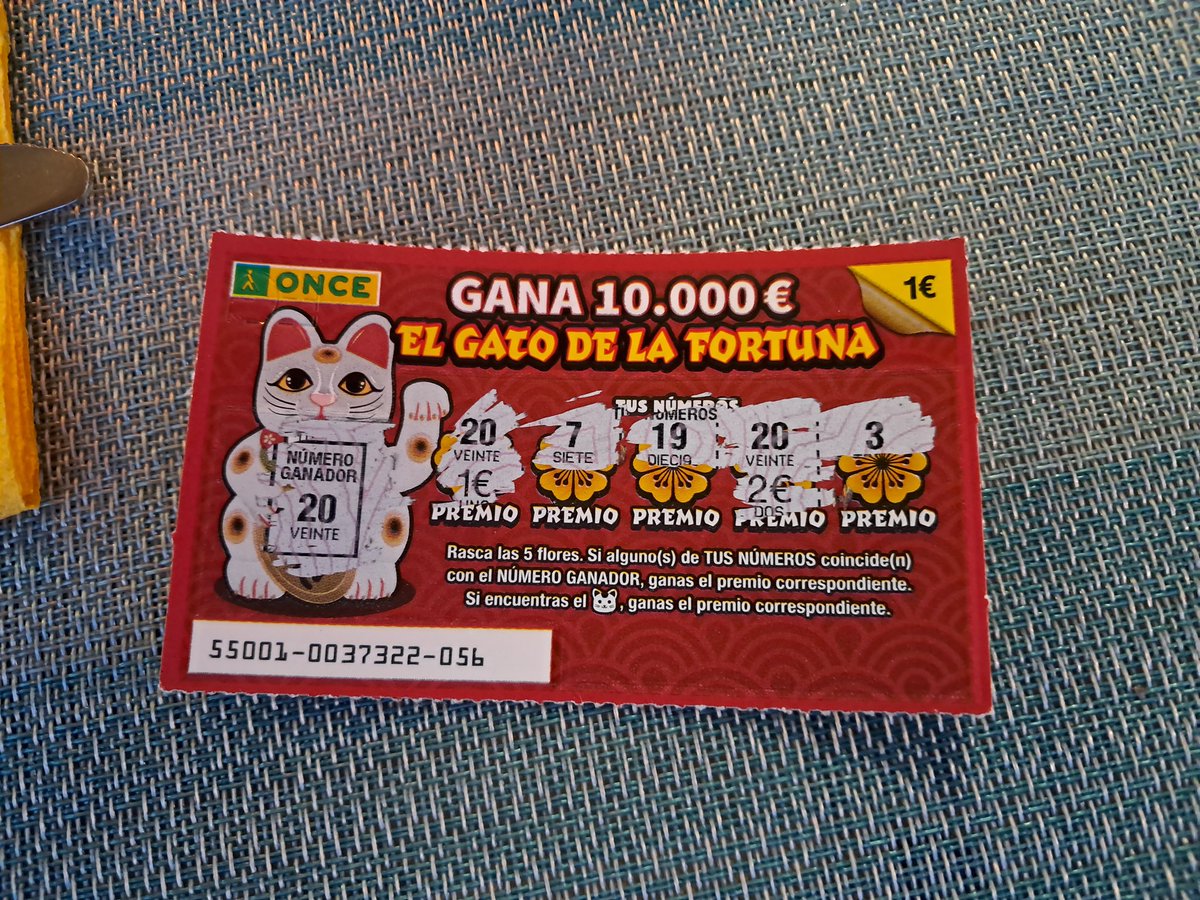 ONCE
GANA 10.000€
1€
EL GATO DE LA FORTUNA
TUS NÚMEROS
NÚMEROS
20 7 19 20 3
VEINTE SIETE VEINTE
1€ 2€
DOS
PREMIO PREMIO PREMIO PREMIO PREMIO
NÚMERO
GANADOR
20
VEINTE
Rasca las 5 flores. Si alguno(s) de TUS NÚMEROS coincide(n)
con el NÚMERO GANADOR, ganas el premio correspondiente.
Si encuentras el , ganas el premio correspondiente.
55001-0037322-056